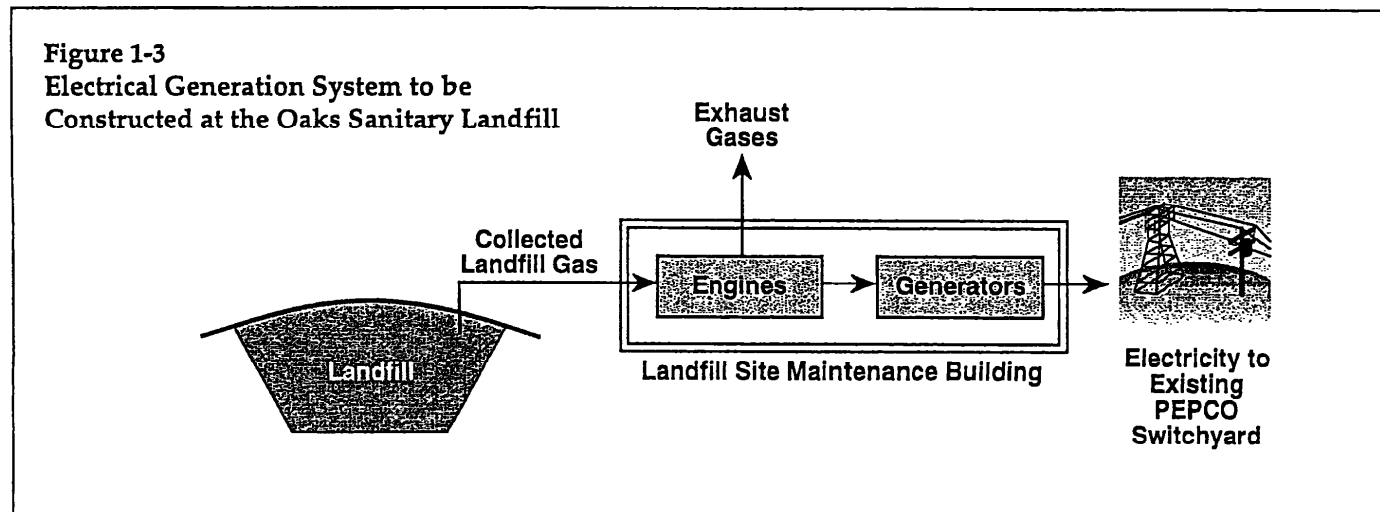 Figure 1-3
Electrical Generation System to be
Constructed at the Oaks Sanitary Landfill
Exhaust
Gases
Collected
Landfill Gas
Engines
Generators
Landfill
Landfill Site Maintenance Building
Electricity to
Existing
PEPCO
Switchyard